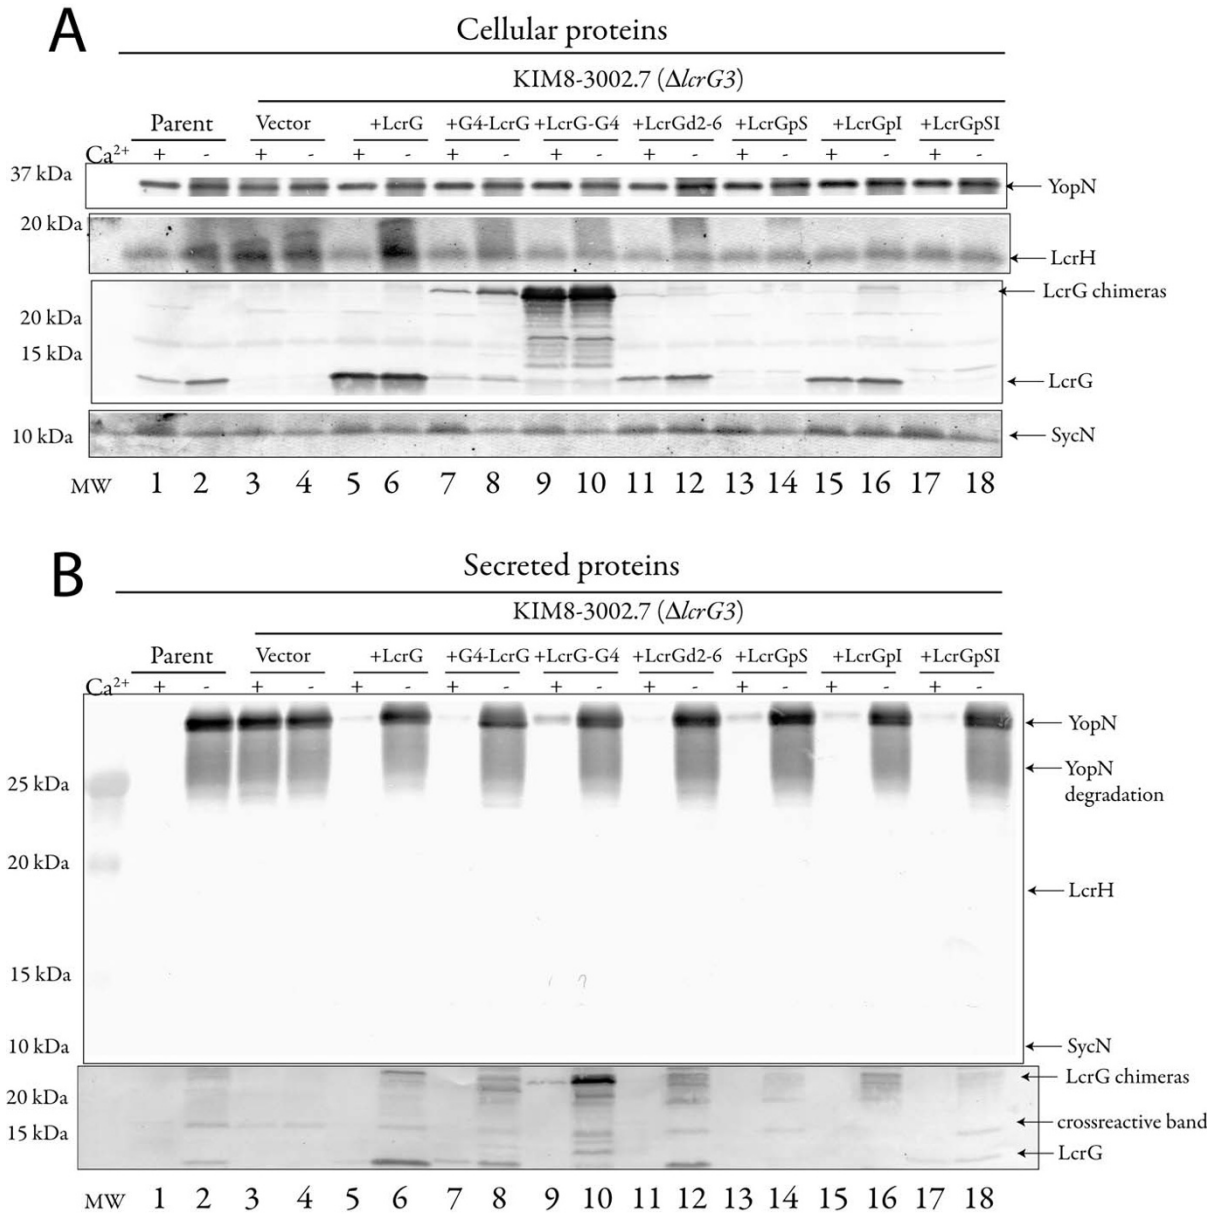 A
Cellular proteins
KIM8-3002.7 (ΔlcrG3)
Parent Vector +LcrG +G4-LcrG +LcrG-G4 +LcrGd2-6 +LcrGpS +LcrGpI +LcrGpSI
Ca2+ + - + - + - + - + - + - + - + - + -
37 kDa
YopN
20 kDa
LcrH
LcrG chimeras
20 kDa
15 kDa
LcrG
10 kDa
SycN
MW 1 2 3 4 5 6 7 8 9 10 11 12 13 14 15 16 17 18
B
Secreted proteins
KIM8-3002.7 (ΔlcrG3)
Parent Vector +LcrG +G4-LcrG +LcrG-G4 +LcrGd2-6 +LcrGpS +LcrGpI +LcrGpSI
Ca2+ + - + - + - + - + - + - + - + - + -
YopN
YopN
degradation
25 kDa
20 kDa
LcrH
15 kDa
10 kDa
SycN
LcrG chimeras
20 kDa
crossreactive band
15 kDa
LcrG
MW 1 2 3 4 5 6 7 8 9 10 11 12 13 14 15 16 17 18